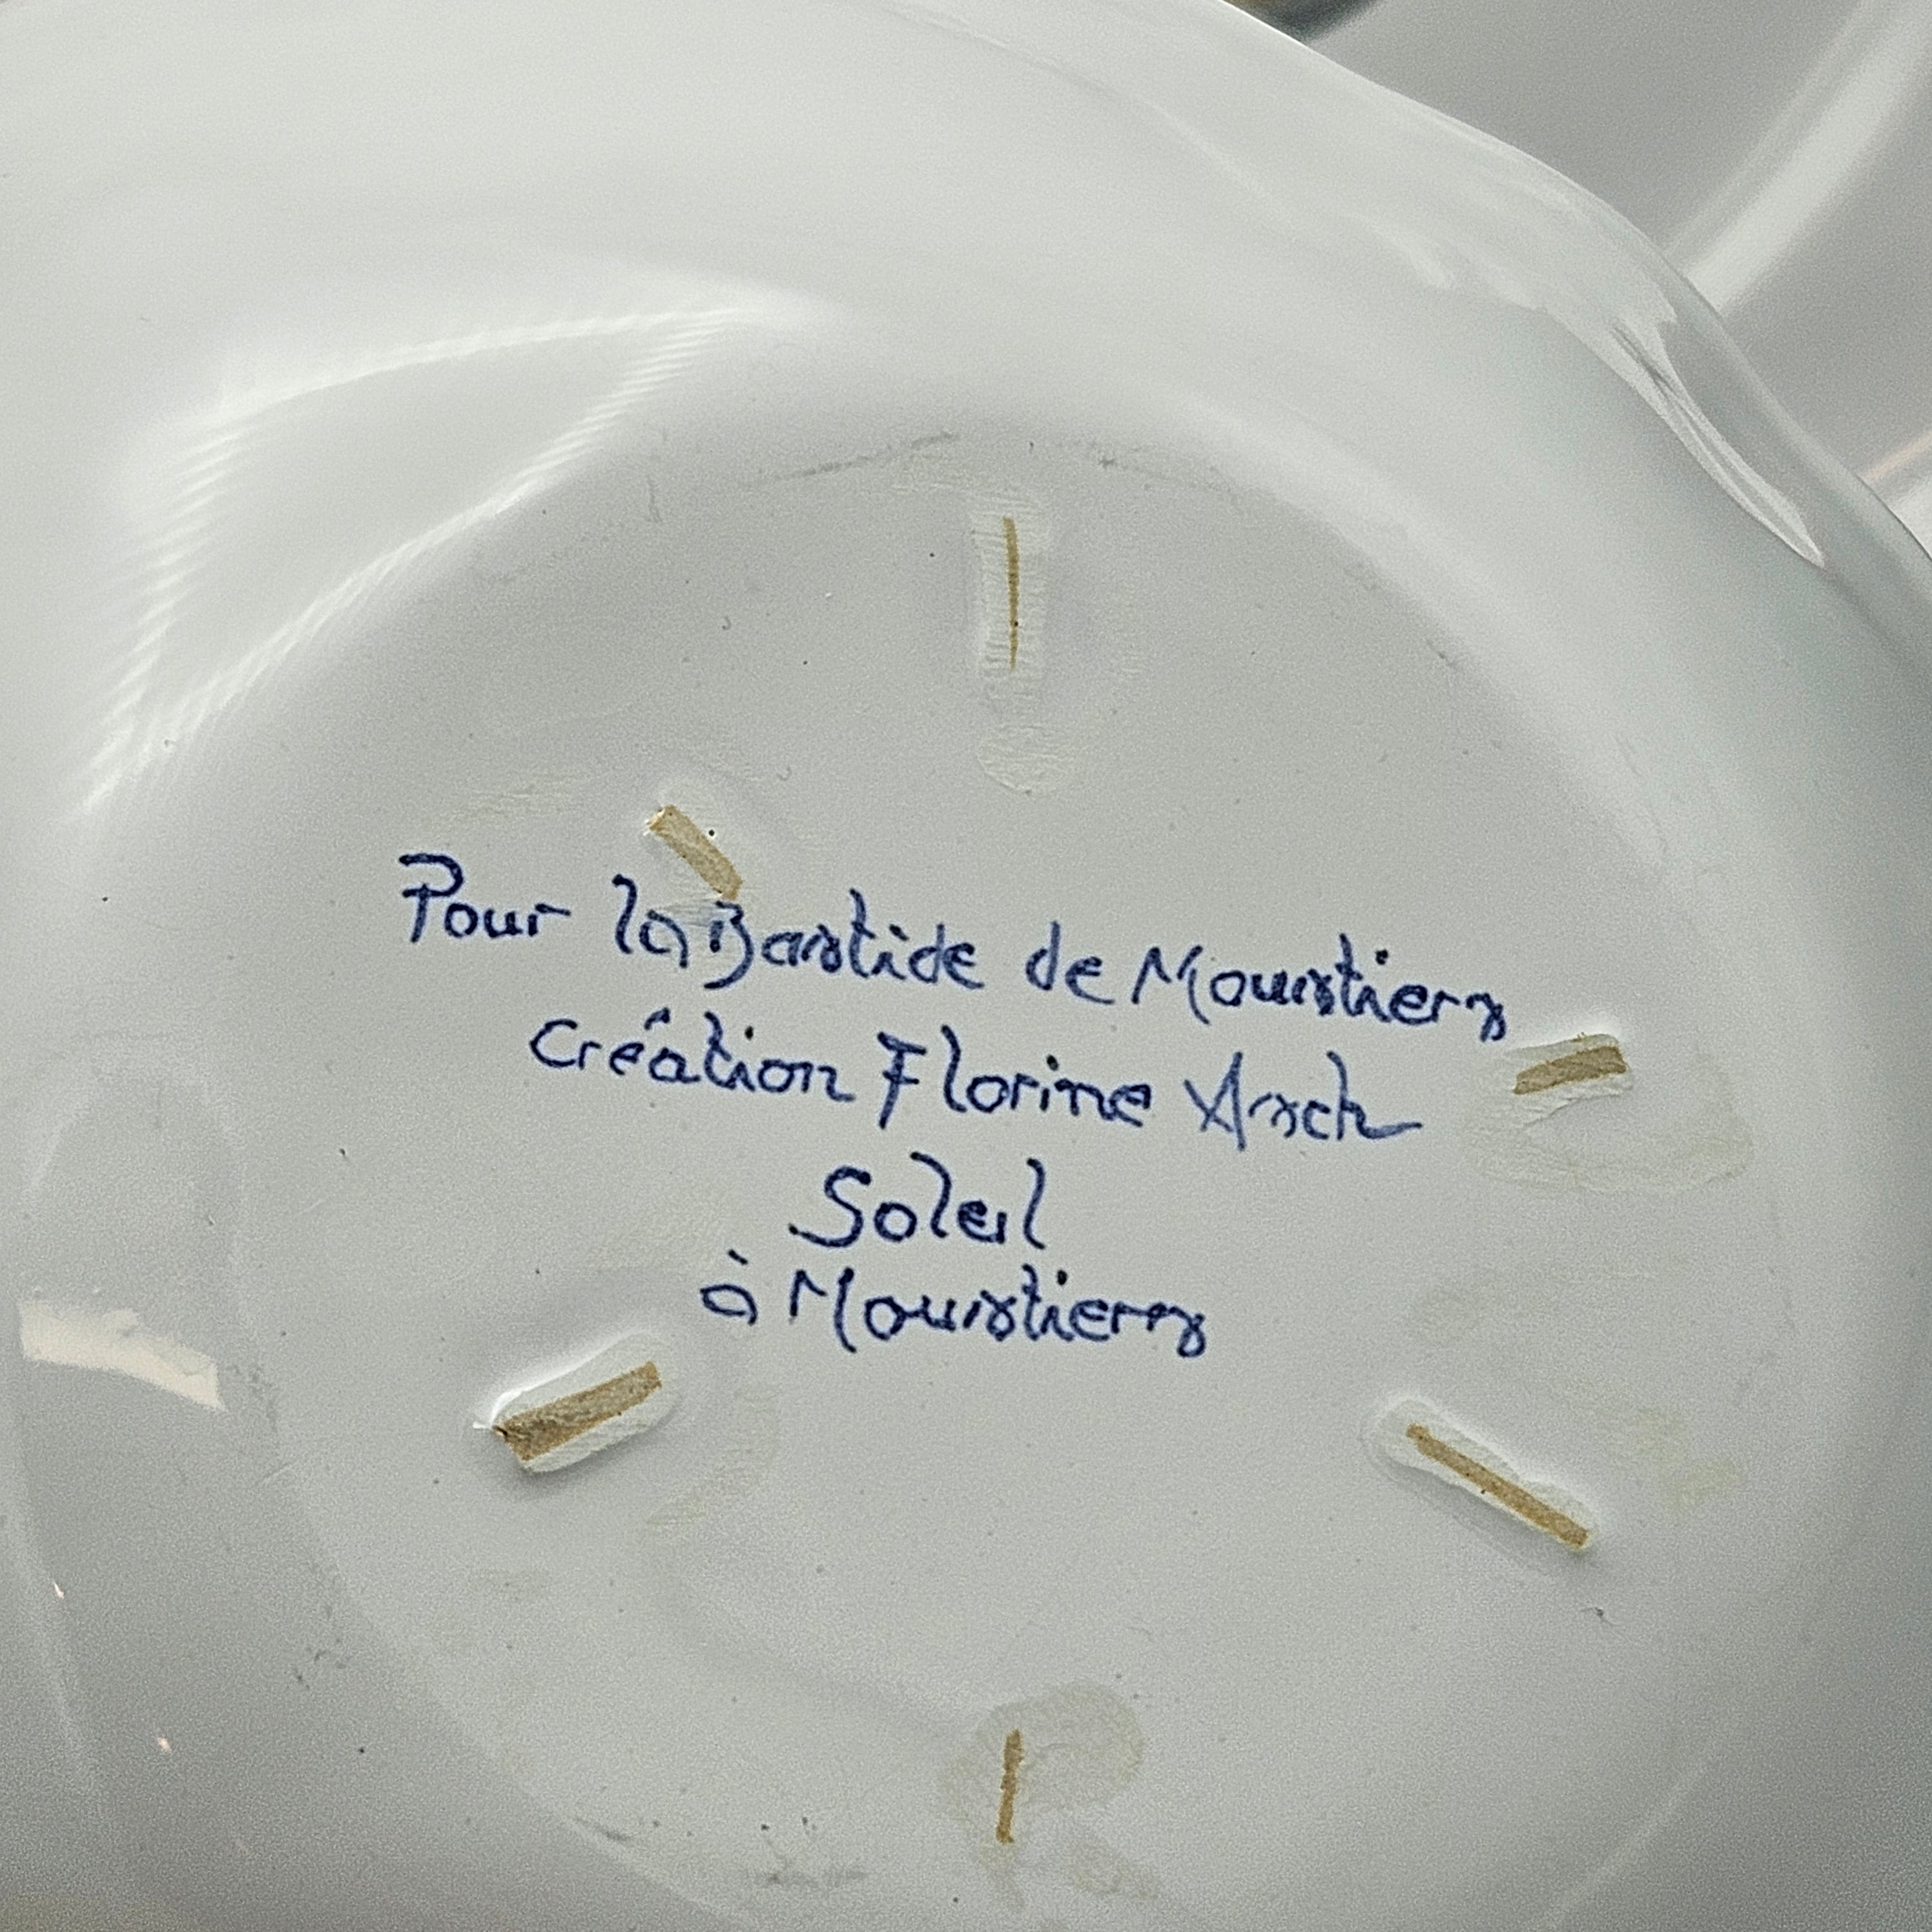 Pour la Bastide de Moustiers
Création Florine Asch
Soleil
à Moustiers